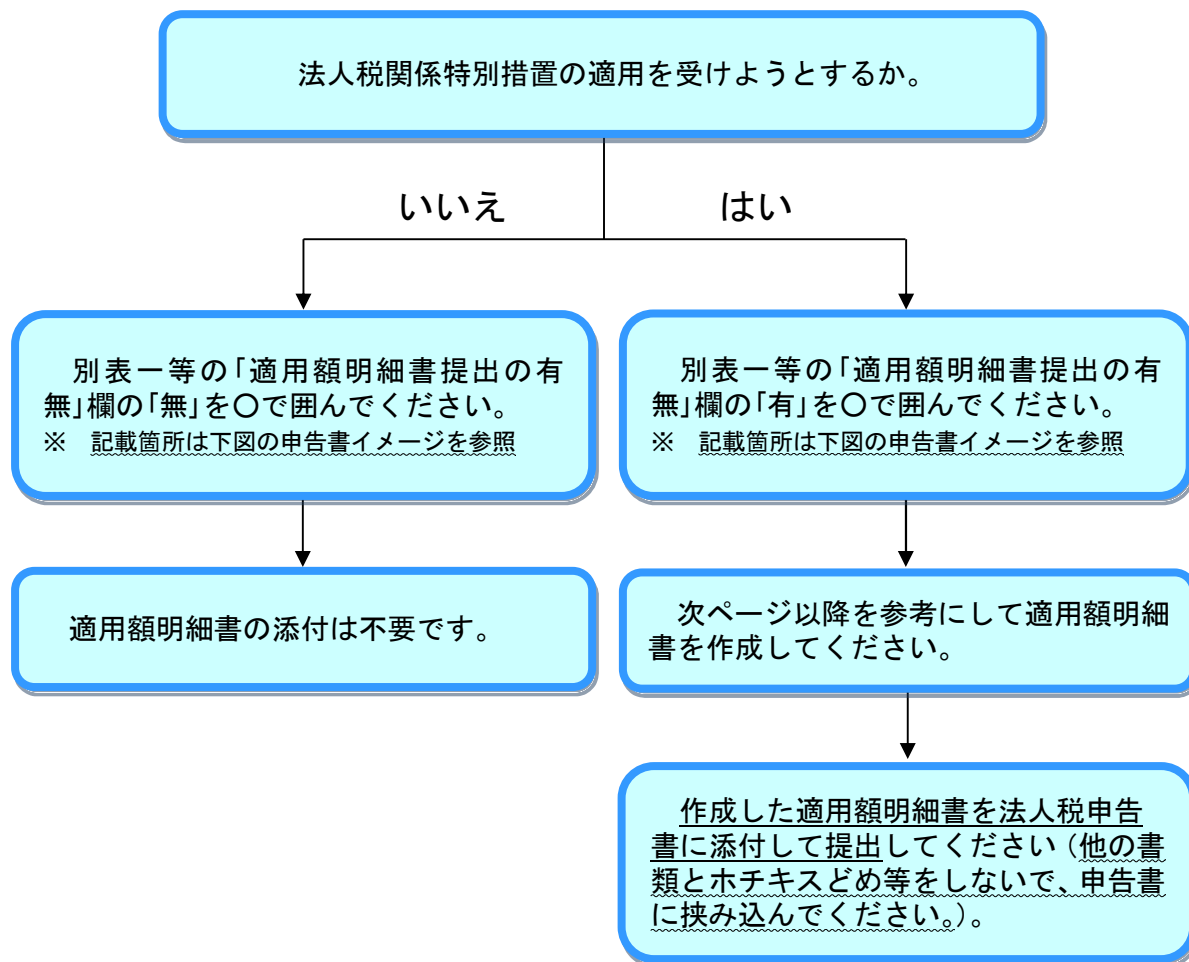 法人税関係特別措置の適用を受けようとするか。
いいえ
はい
別表一等の「適用額明細書提出の有
無」欄の「無」を〇で囲んでください。
※　記載箇所は下図の申告書イメージを参照
別表一等の「適用額明細書提出の有
無」欄の「有」を〇で囲んでください。
※　記載箇所は下図の申告書イメージを参照
適用額明細書の添付は不要です。
次ページ以降を参考にして適用額明細
書を作成してください。
作成した適用額明細書を法人税申告
書に添付して提出してください（他の書
類とホチキスどめ等をしないで、申告書
に挟み込んでください。）。